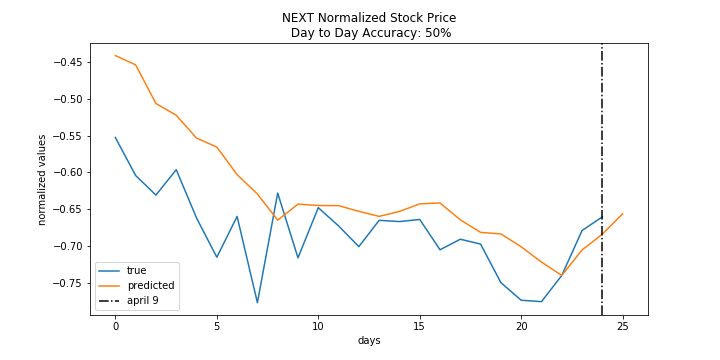 NEXT Normalized Stock Price
Day to Day Accuracy: 50%
normalized values
−0.45
−0.50
−0.55
−0.60
−0.65
−0.70
−0.75
true
predicted
april 9
0 5 10 15 20 25
days